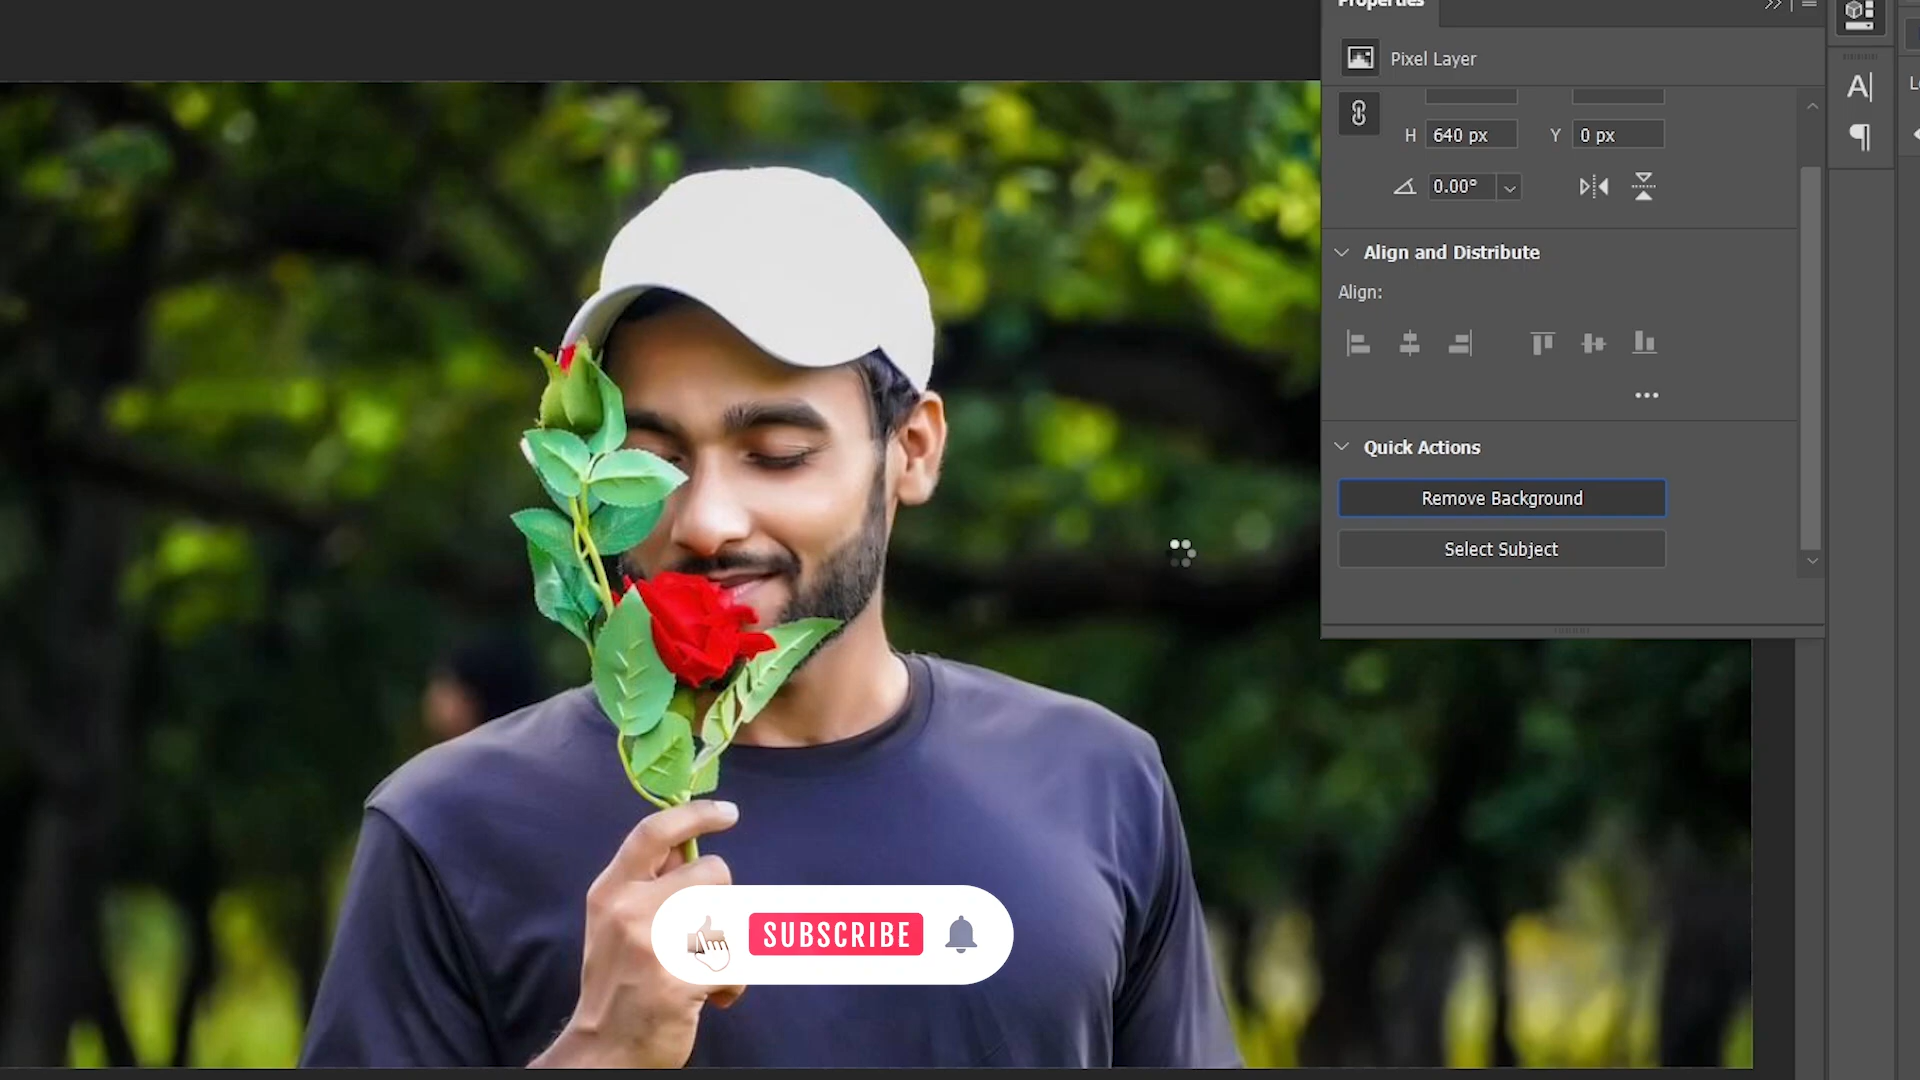 Properties
Pixel Layer
H 640 px Y 0 px
0.00°
Align and Distribute
Align:
Quick Actions
Remove Background
Select Subject
SUBSCRIBE